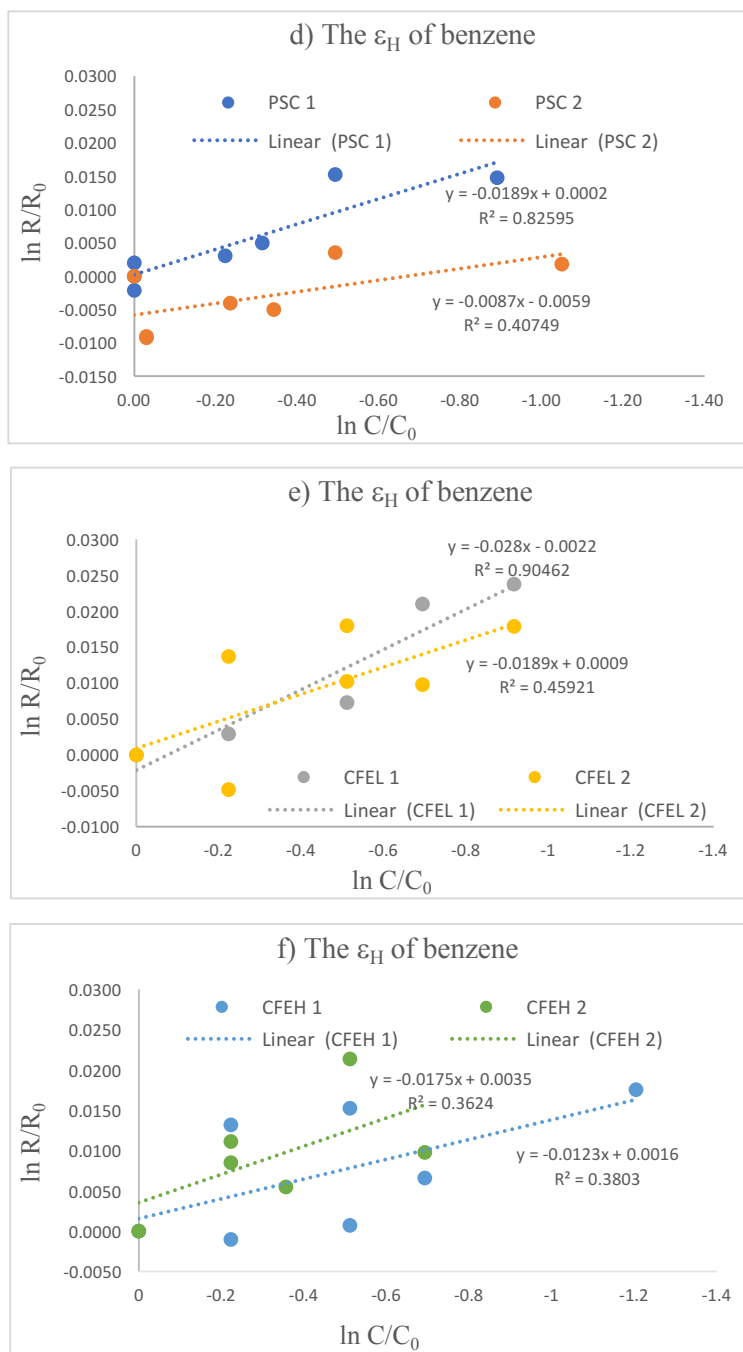 d) The εH of benzene
0.0300
0.0250
0.0200
0.0150
0.0100
0.0050
0.0000
-0.0050
-0.0100
-0.0150
ln R/R0
PSC 1
PSC 2
Linear (PSC 1)
Linear (PSC 2)
y = -0.0189x + 0.0002
R² = 0.82595
y = -0.0087x - 0.0059
R² = 0.40749
0.00 -0.20 -0.40 -0.60 -0.80 -1.00 -1.20 -1.40
ln C/C0
e) The εH of benzene
0.0300
0.0250
0.0200
0.0150
0.0100
0.0050
0.0000
-0.0050
-0.0100
ln R/R0
y = -0.028x - 0.0022
R² = 0.90462
y = -0.0189x + 0.0009
R² = 0.45921
CFEL 1
CFEL 2
Linear (CFEL 1)
Linear (CFEL 2)
0 -0.2 -0.4 -0.6 -0.8 -1 -1.2 -1.4
ln C/C0
f) The εH of benzene
0.0300
0.0250
0.0200
0.0150
0.0100
0.0050
0.0000
-0.0050
ln R/R0
CFEH 1
CFEH 2
Linear (CFEH 1)
Linear (CFEH 2)
y = -0.0175x + 0.0035
R² = 0.3624
y = -0.0123x + 0.0016
R² = 0.3803
0 -0.2 -0.4 -0.6 -0.8 -1 -1.2 -1.4
ln C/C0